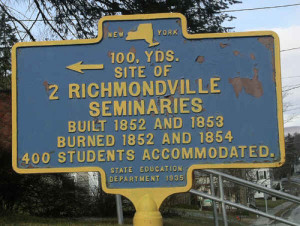 NEW YORK
100 YDS.
SITE OF
2 RICHMONDVILLE
SEMINARIES
BUILT 1852 AND 1853
BURNED 1852 AND 1854
400 STUDENTS ACCOMMODATED.
STATE EDUCATION
DEPARTMENT 1935